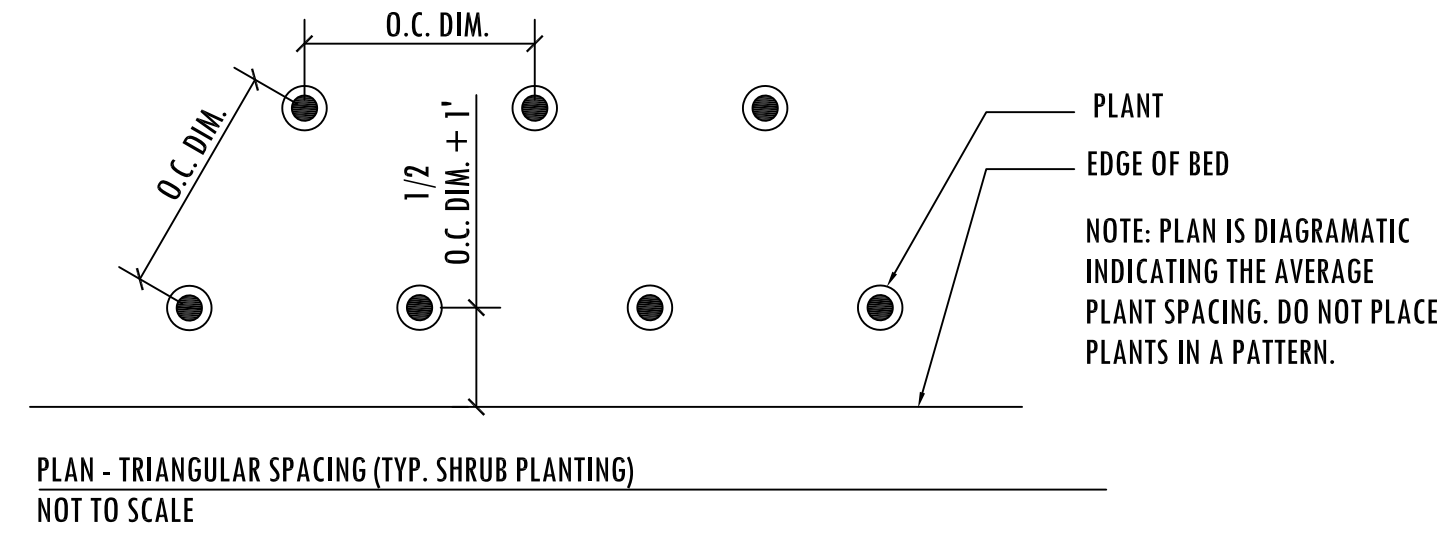 O.C. DIM.
O.C. DIM.
1/2
O.C. DIM. + 1'
PLANT
EDGE OF BED
NOTE: PLAN IS DIAGRAMATIC
INDICATING THE AVERAGE
PLANT SPACING. DO NOT PLACE
PLANTS IN A PATTERN.
PLAN - TRIANGULAR SPACING (TYP. SHRUB PLANTING)
NOT TO SCALE